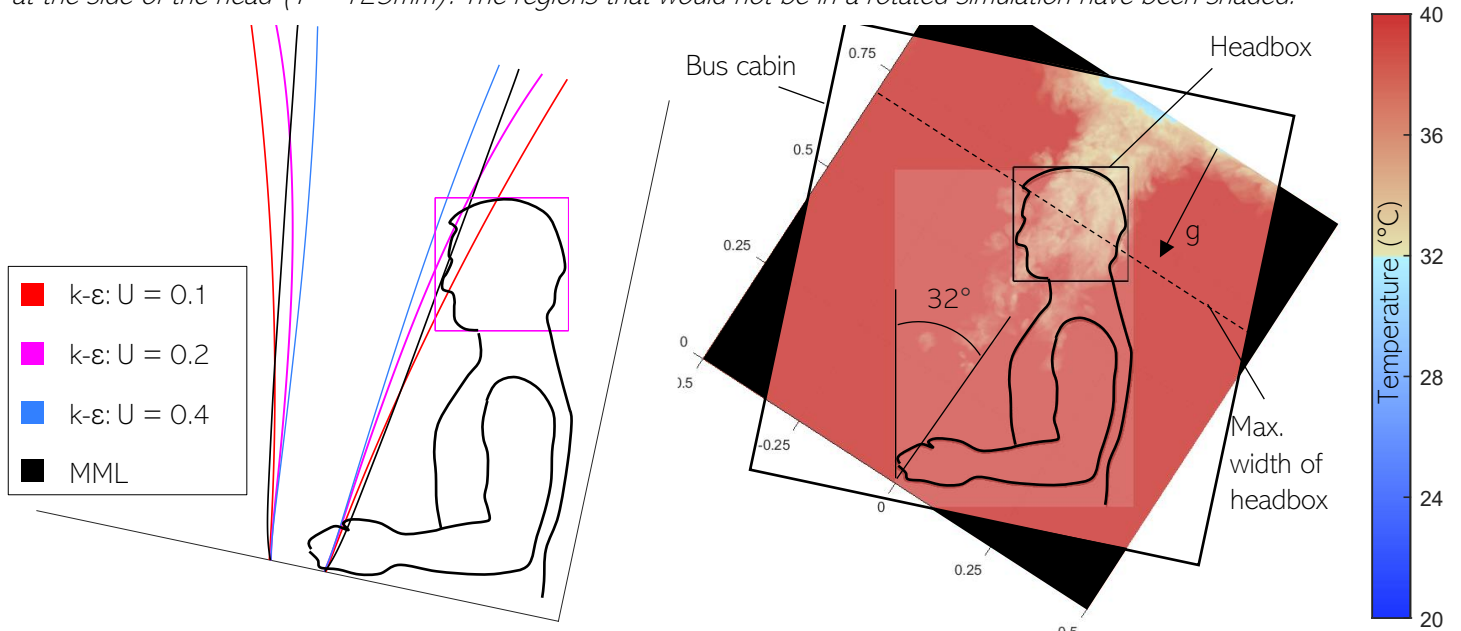 at the side of the head (Y = 125mm). The regions that would not be in a rotated simulation have been shaded.
k-ε: U = 0.1
k-ε: U = 0.2
k-ε: U = 0.4
MML
Bus cabin
Headbox
0.75
0.5
0.25
0
-0.25
0
0.25
32°
g
Max.
width of
headbox
Temperature (°C)
40
36
32
28
24
20